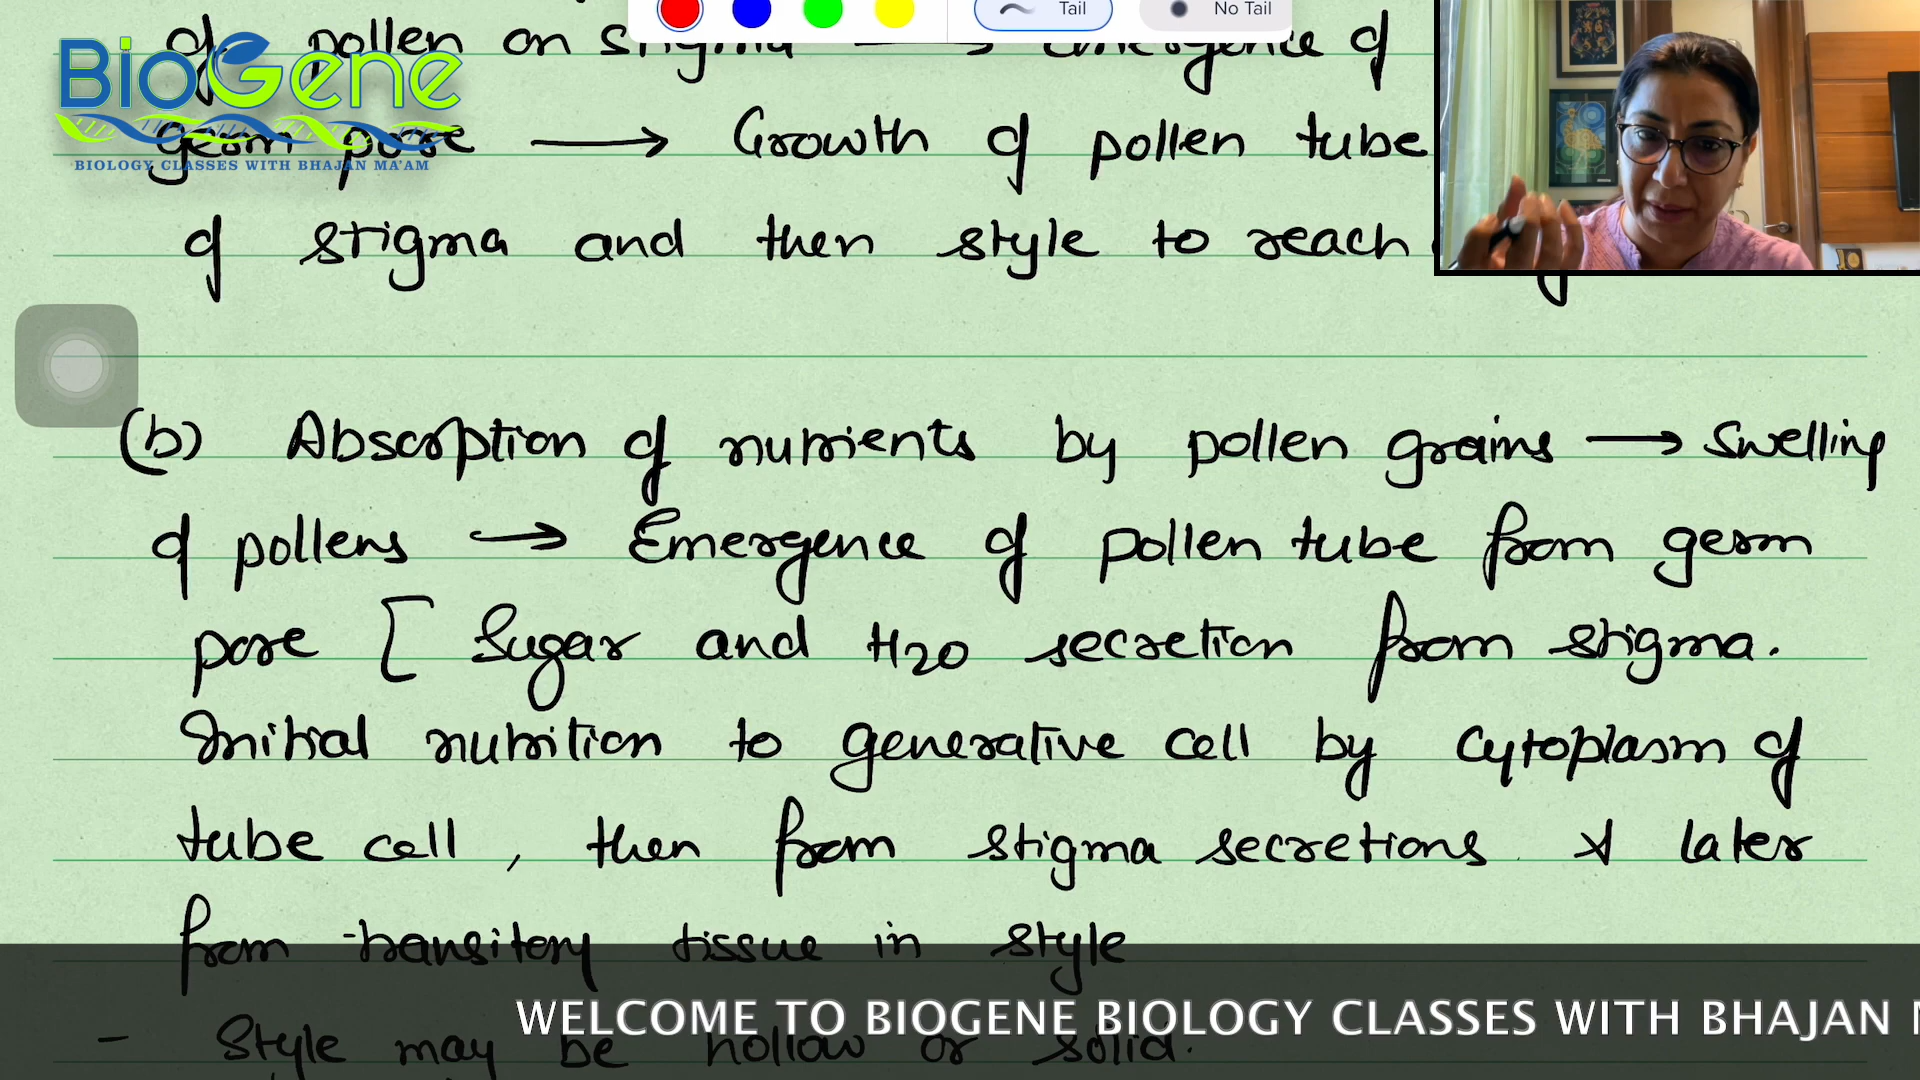 Tail
No Tail
of pollen on stigma → Emergence of
BioGene
germ pore → Growth of pollen tube
BIOLOGY CLASSES WITH BHAJAN MA'AM
of stigma and then style to reach
(b) Absorption of nutrients by pollen grains → Swelling
of pollens → Emergence of pollen tube from germ
pore [ Sugar and H2O secretion from stigma.
Initial nutrition to generative cell by cytoplasm of
tube cell, then from stigma secretions & later
from transitory tissue in style
WELCOME TO BIOGENE BIOLOGY CLASSES WITH BHAJAN
- Style may be hollow or solid.